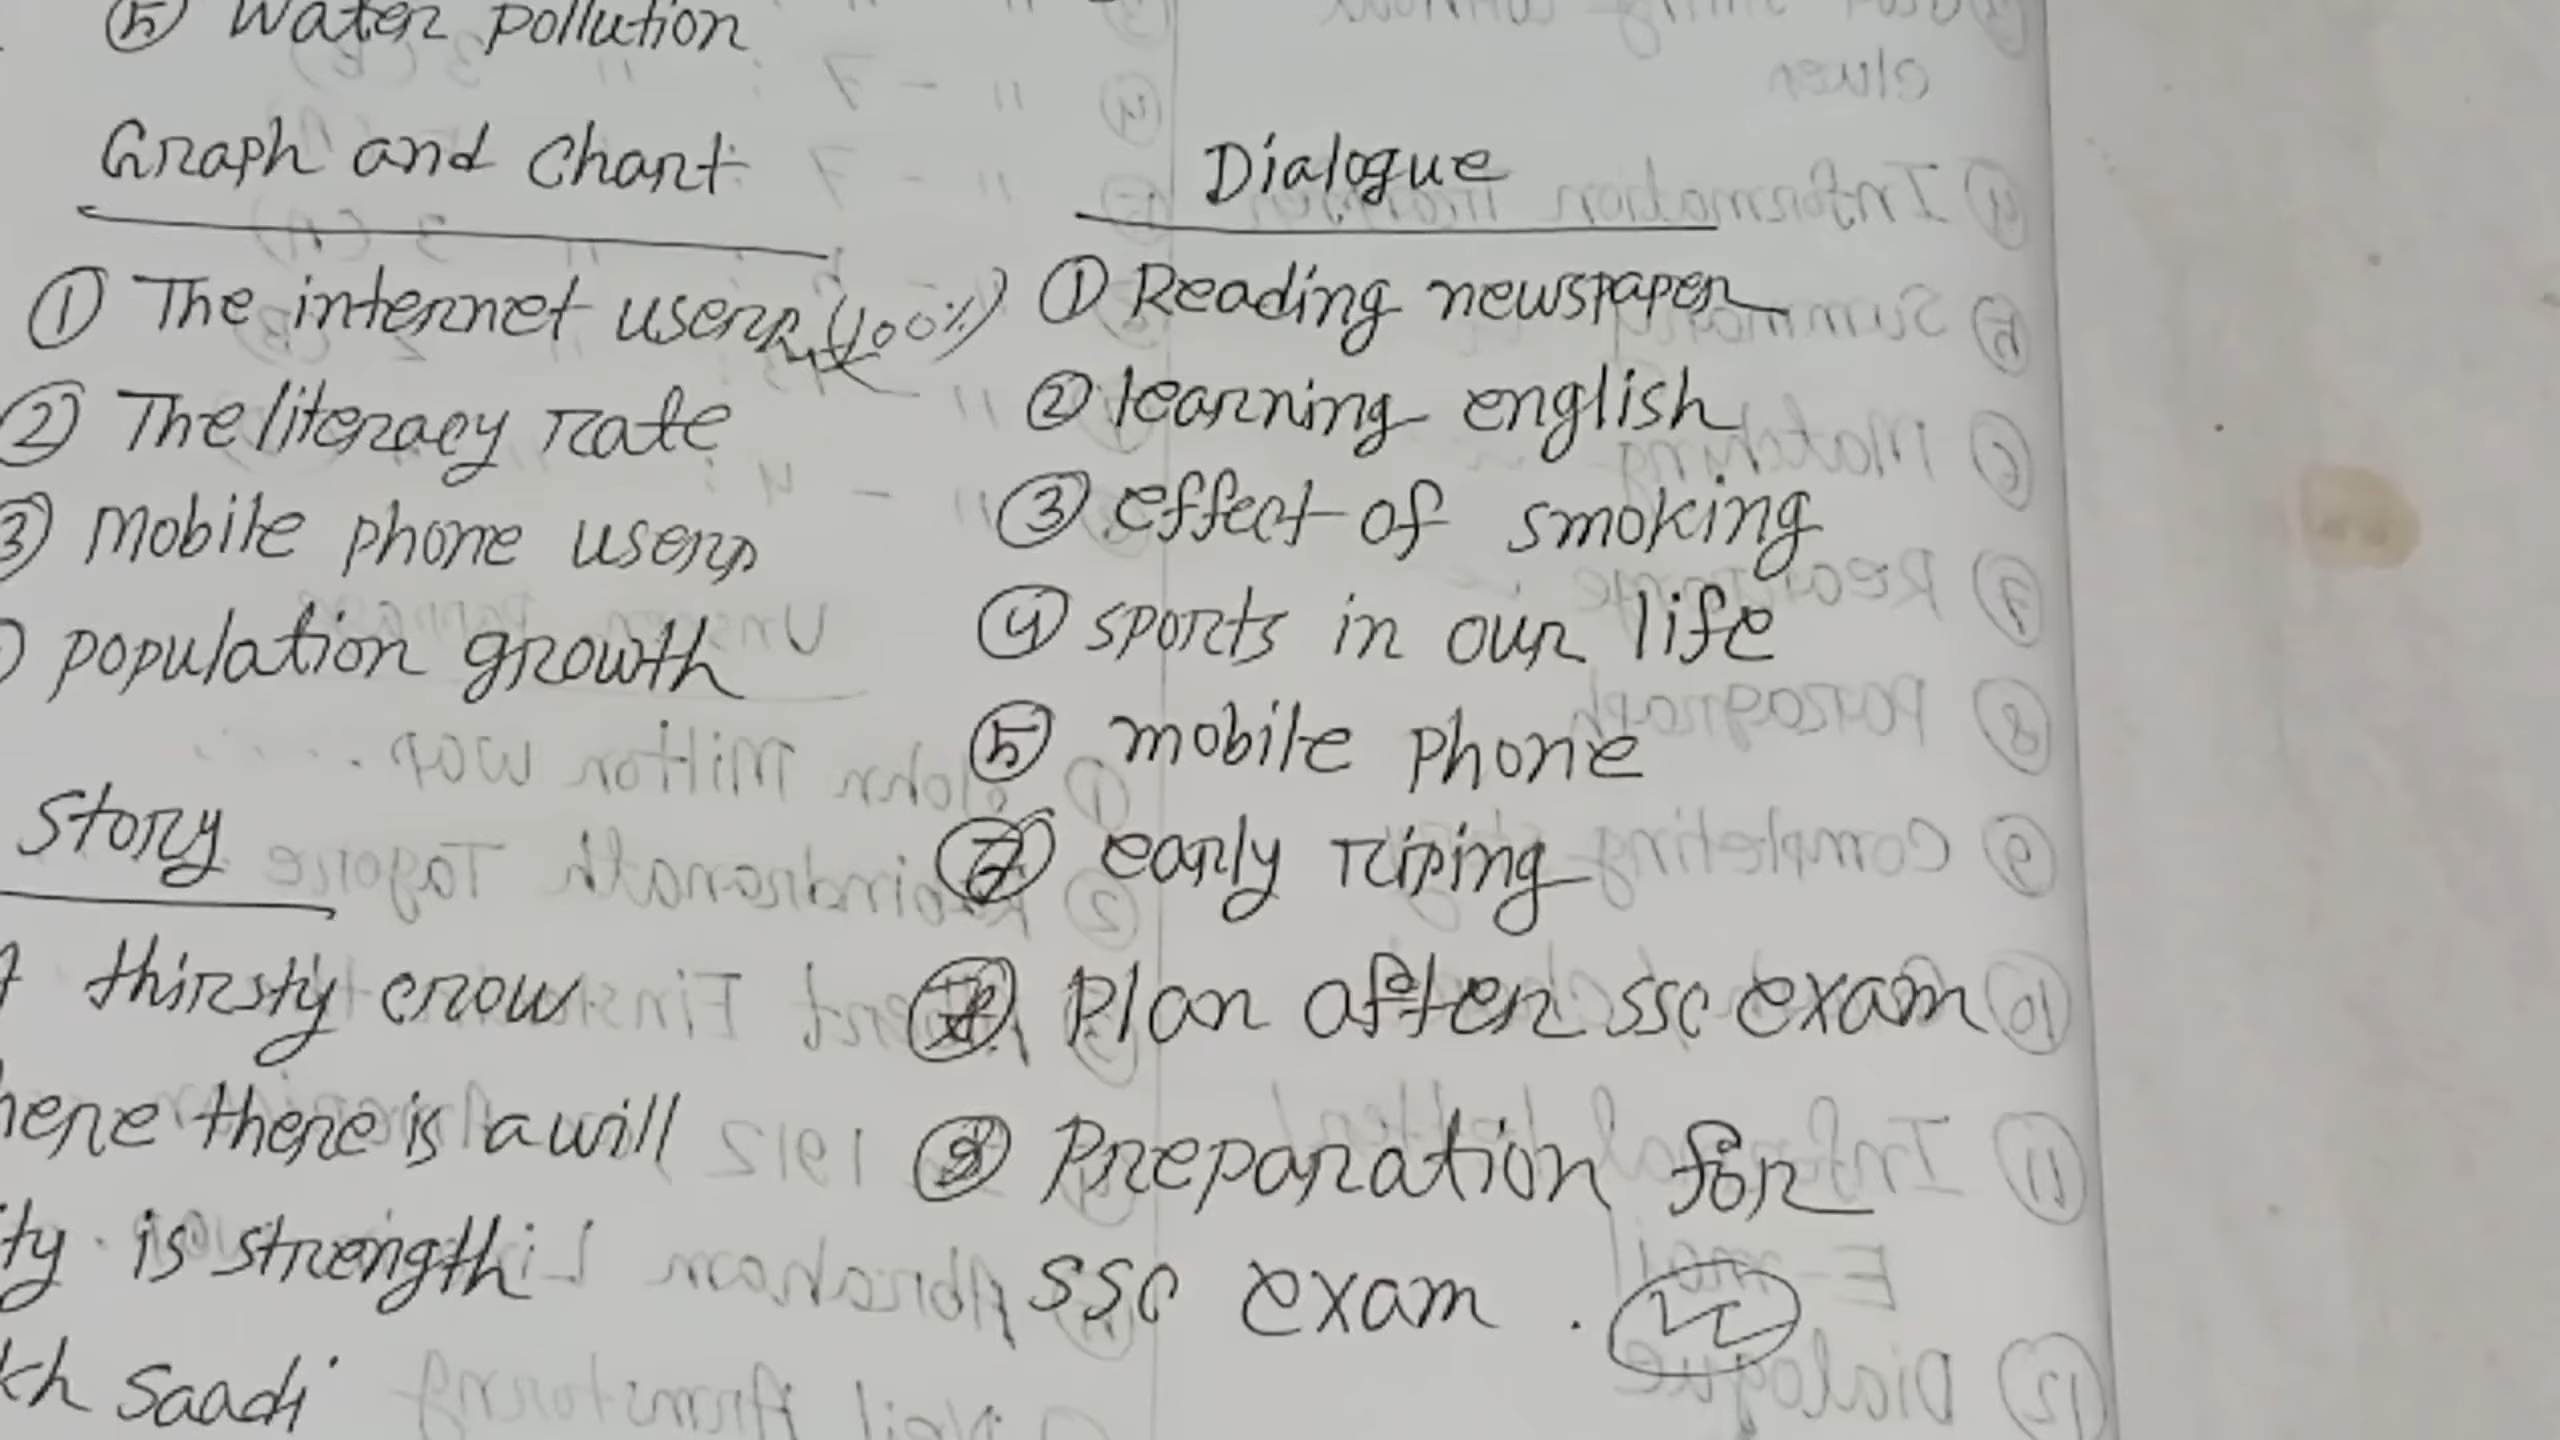 ⑤ Water pollution
Graph and Chart
① The internet users (100%)
② The literacy rate
③ Mobile phone users
population growth
Story
thirsty crow
there is a will
is strength
Saadi
Dialogue
① Reading newspaper
② learning english
③ effect of smoking
④ sports in our life
⑤ mobile phone
early rising
Plan after ssc exam
Preparation for
ssc exam.